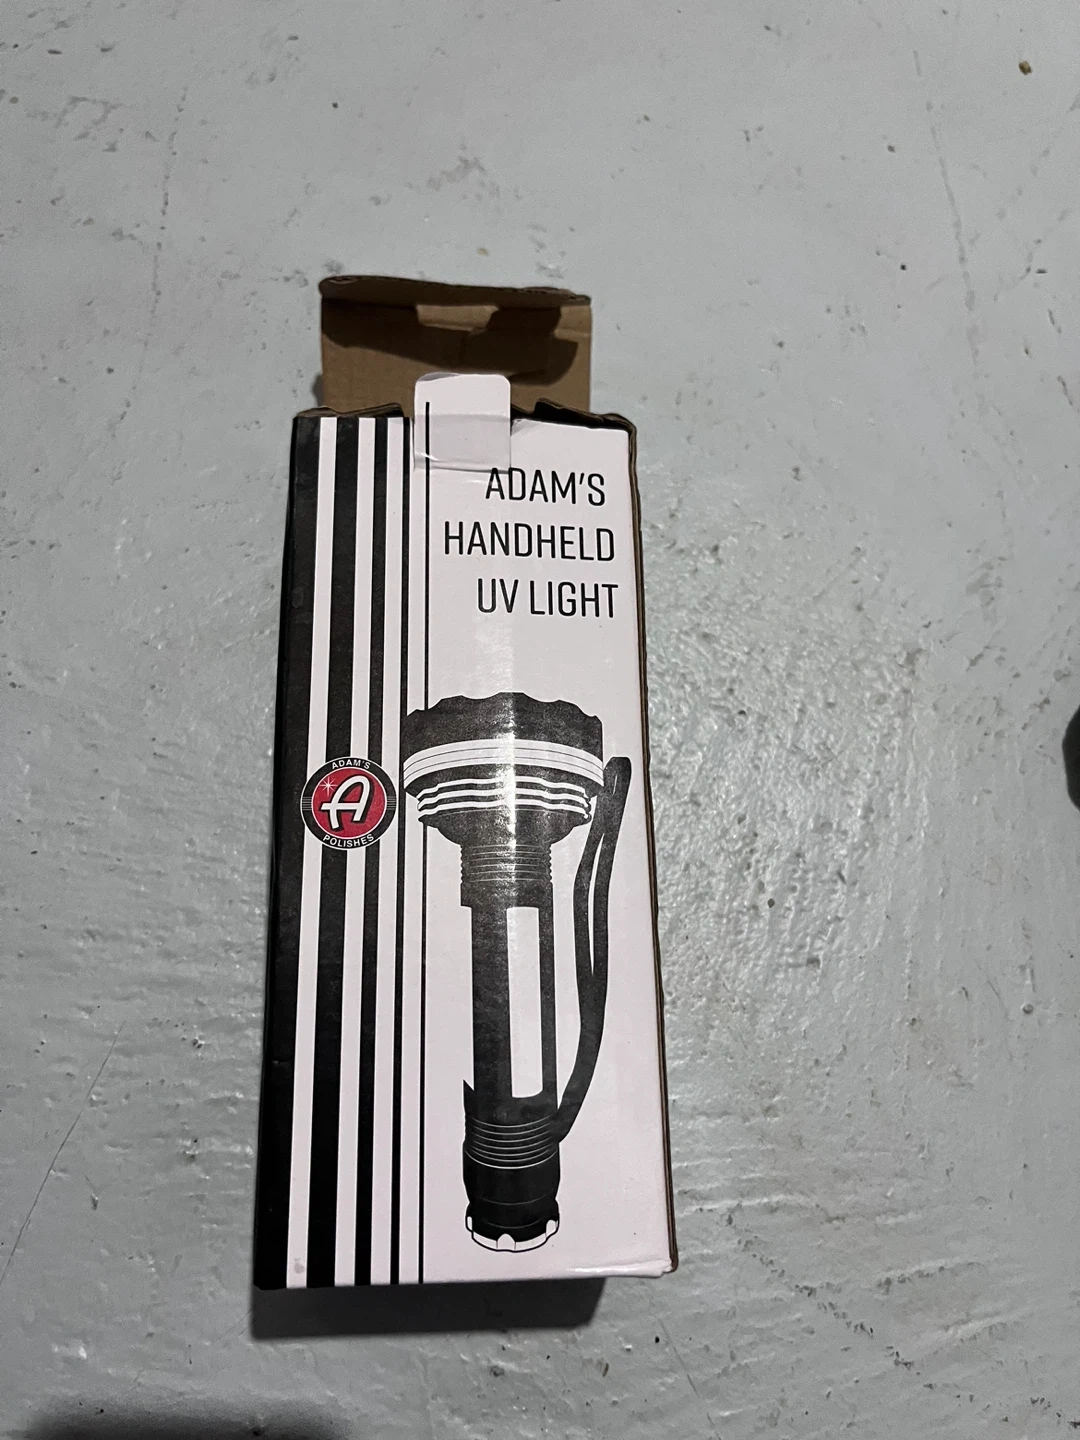 ADAM'S
HANDHELD
UV LIGHT
ADAM'S
A
POLISHES